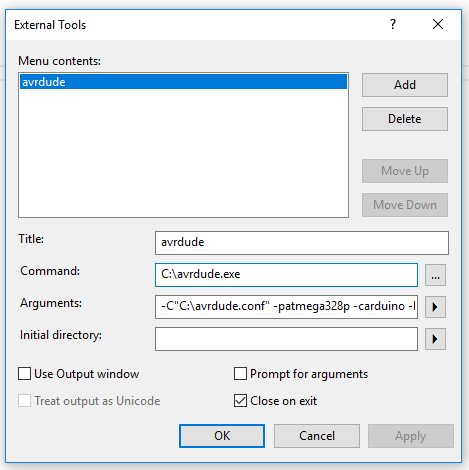 External Tools
?
Menu contents:
avrdude
Add
Delete
Move Up
Move Down
Title:
avrdude
Command:
C:\avrdude.exe
...
Arguments:
-C"C:\avrdude.conf" -patmega328p -carduino -
Initial directory:
Use Output window
Prompt for arguments
Treat output as Unicode
Close on exit
OK
Cancel
Apply